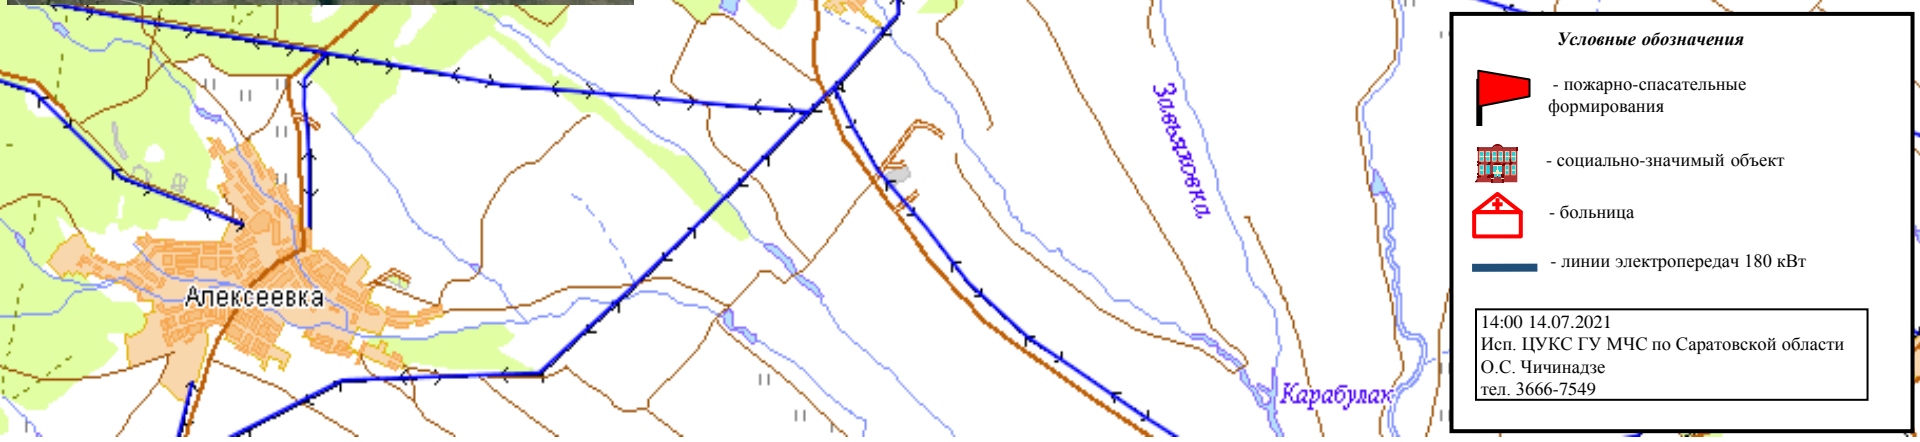 Завьяловка
Алексеевка
Карабулак
Условные обозначения
- пожарно-спасательные
формирования
- социально-значимый объект
- больница
- линии электропередач 180 кВт
14:00 14.07.2021
Исп. ЦУКС ГУ МЧС по Саратовской области
О.С. Чичинадзе
тел. 3666-7549